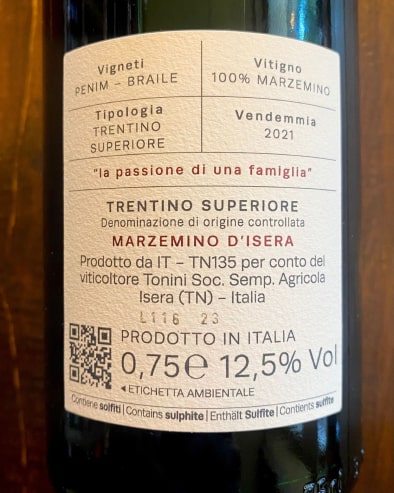 Vigneti
PENIM – BRAILE
Vitigno
100% MARZEMINO
Tipologia
TRENTINO
SUPERIORE
Vendemmia
2021
"la passione di una famiglia"
TRENTINO SUPERIORE
Denominazione di origine controllata
MARZEMINO D'ISERA
Prodotto da IT – TN135 per conto del
viticoltore Tonini Soc. Semp. Agricola
Isera (TN) – Italia
L116 23
PRODOTTO IN ITALIA
0,75℮ 12,5% Vol
◂ETICHETTA AMBIENTALE
Contiene solfiti | Contains sulphite | Enthält Sulfite | Contients sulfite